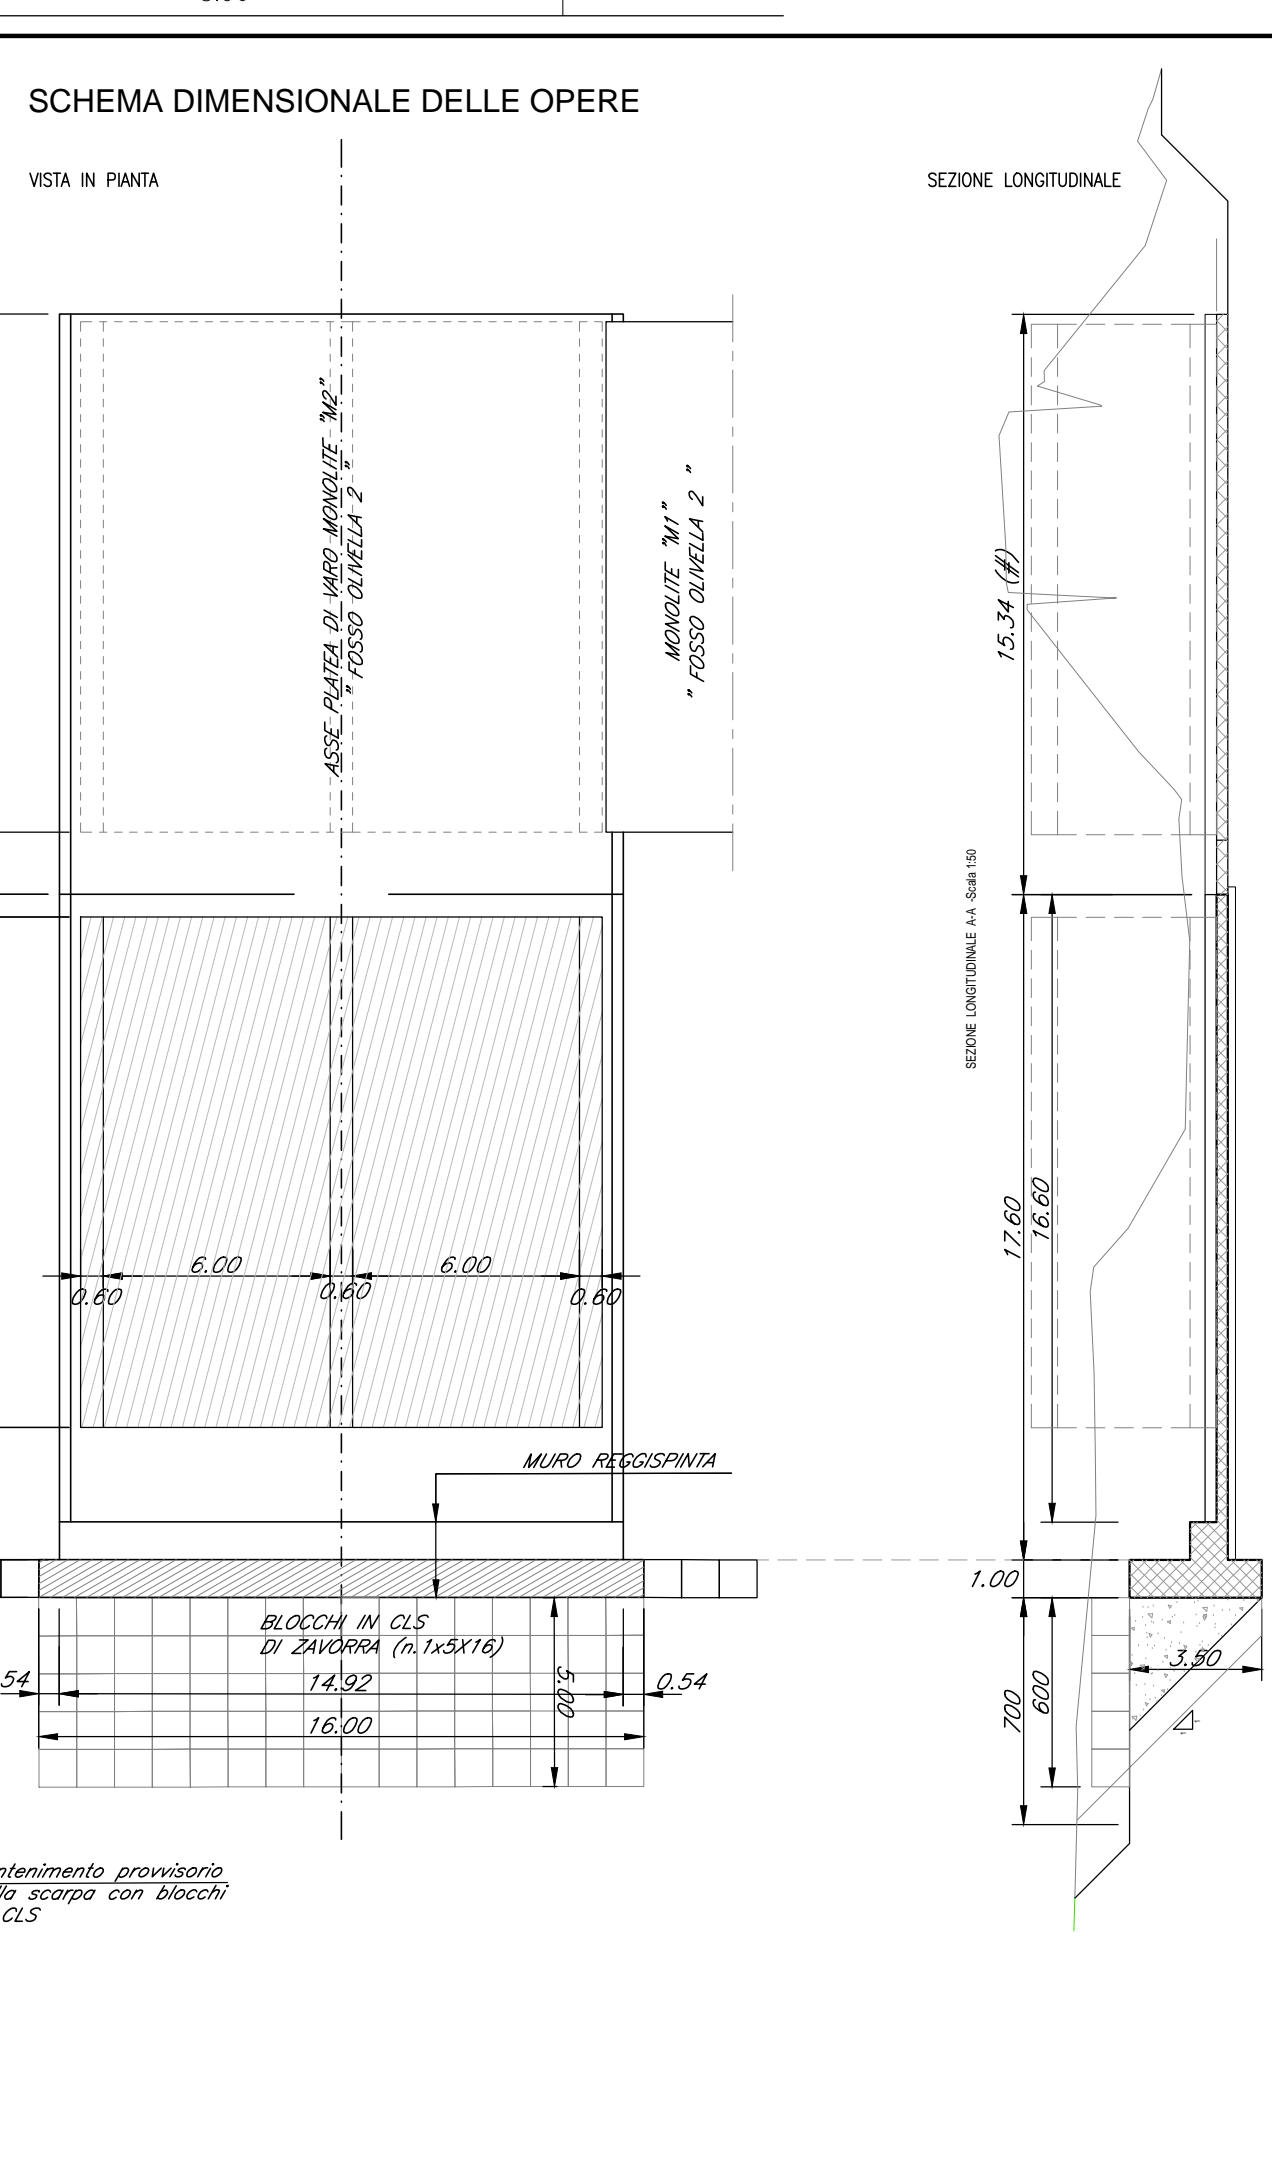 SCHEMA DIMENSIONALE DELLE OPERE
VISTA IN PIANTA
SEZIONE LONGITUDINALE
ASSE PLATEA DI VARO MONOLITE "M2"
" FOSSO OLIVELLA 2 "
MONOLITE "M1"
" FOSSO OLIVELLA 2 "
15.34 (#)
SEZIONE LONGITUDINALE A-A -Scala 1:50
17.60
16.60
6.00
6.00
0.60
0.60
0.60
MURO REGGISPINTA
1.00
BLOCCHI IN CLS
DI ZAVORRA (n.1x5X16)
54
14.92
5.00
0.54
16.00
3.50
700
600
ntenimento provvisorio
lla scarpa con blocchi
CLS